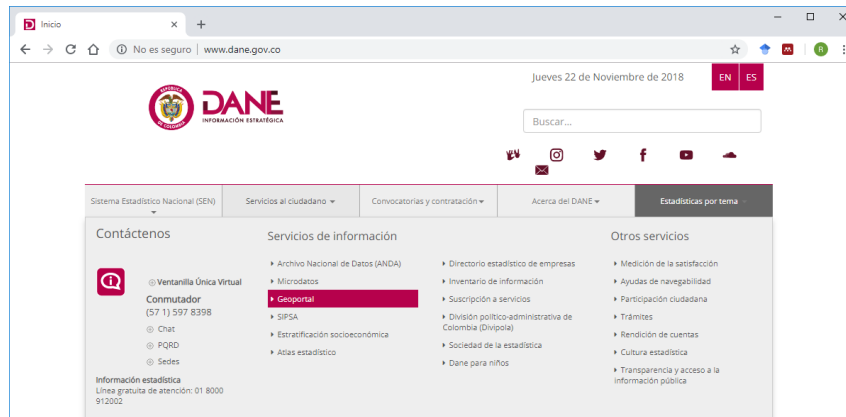 Inicio
No es seguro | www.dane.gov.co
R
Jueves 22 de Noviembre de 2018
EN ES
REPÚBLICA
DE COLOMBIA
DANE
INFORMACIÓN ESTRATÉGICA
Buscar...
Sistema Estadístico Nacional (SEN)
Servicios al ciudadano
Convocatorias y contratación
Acerca del DANE
Estadísticas por tema
Contáctenos
Ventanilla Única Virtual
Conmutador
(57 1) 597 8398
Chat
PQRD
Sedes
Información estadística
Línea gratuita de atención: 01 8000
912002
Servicios de información
Archivo Nacional de Datos (ANDA)
Microdatos
Geoportal
SIPSA
Estratificación socioeconómica
Atlas estadístico
Directorio estadístico de empresas
Inventario de información
Suscripción a servicios
División político-administrativa de
Colombia (Divipola)
Sociedad de la estadística
Dane para niños
Otros servicios
Medición de la satisfacción
Ayudas de navegabilidad
Participación ciudadana
Trámites
Rendición de cuentas
Cultura estadística
Transparencia y acceso a la
información pública